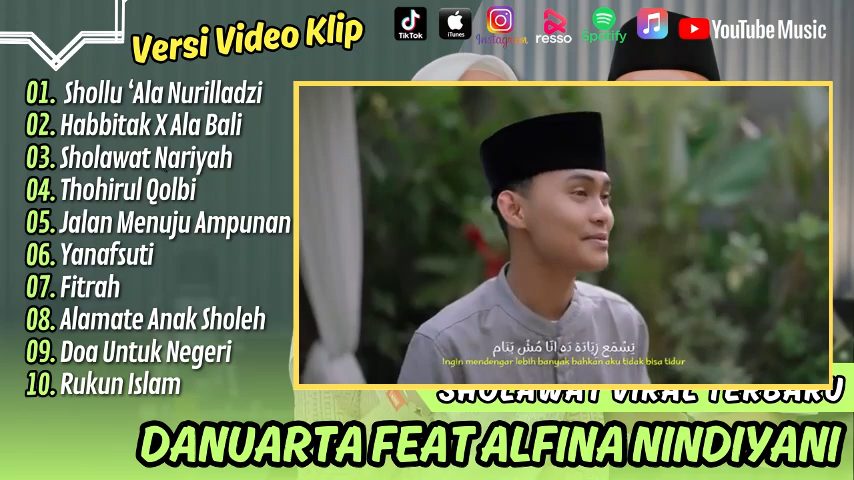 Versi Video Klip
TikTok
iTunes
Instagram
resso
Spotify
YouTube Music
01. Shollu ‘Ala Nurilladzi
02. Habbitak X Ala Bali
03. Sholawat Nariyah
04. Thohirul Qolbi
05. Jalan Menuju Ampunan
06. Yanafsuti
07. Fitrah
08. Alamate Anak Sholeh
09. Doa Untuk Negeri
10. Rukun Islam
بِسْمَع زِيَادَة دَه اَنَا مُشْ بَنَام
Ingin mendengar lebih banyak bahkan aku tidak bisa tidur
SHOLAWAT VIRAL TERBARU
DANUARTA FEAT ALFINA NINDIYANI